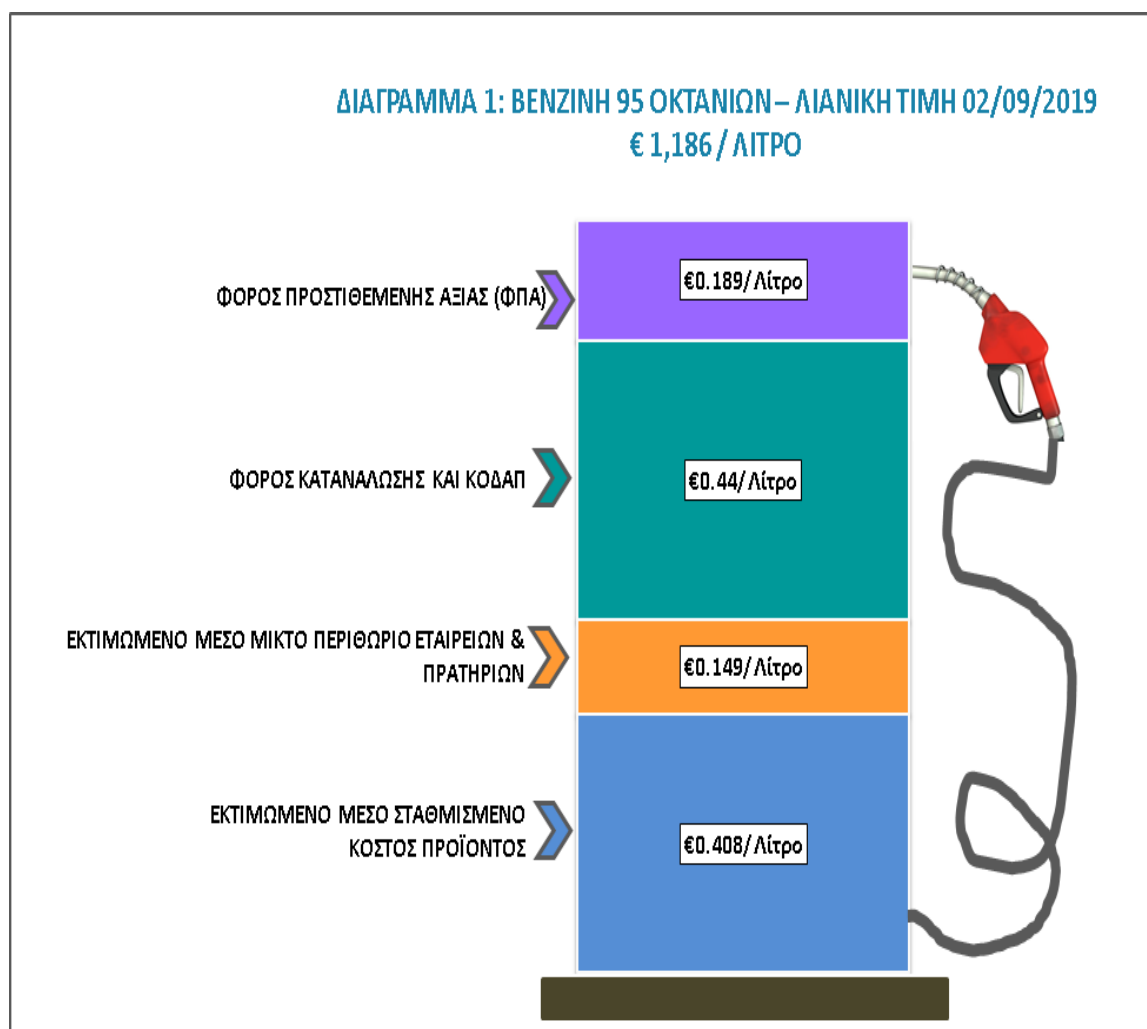 ΔΙΑΓΡΑΜΜΑ 1: ΒΕΝΖΙΝΗ 95 ΟΚΤΑΝΙΩΝ – ΛΙΑΝΙΚΗ ΤΙΜΗ 02/09/2019
€ 1,186 / ΛΙΤΡΟ
ΦΟΡΟΣ ΠΡΟΣΤΙΘΕΜΕΝΗΣ ΑΞΙΑΣ (ΦΠΑ)
€0.189/ Λίτρο
ΦΟΡΟΣ ΚΑΤΑΝΑΛΩΣΗΣ ΚΑΙ ΚΟΔΑΠ
€0.44/ Λίτρο
ΕΚΤΙΜΩΜΕΝΟ ΜΕΣΟ ΜΙΚΤΟ ΠΕΡΙΘΩΡΙΟ ΕΤΑΙΡΕΙΩΝ &
ΠΡΑΤΗΡΙΩΝ
€0.149/ Λίτρο
ΕΚΤΙΜΩΜΕΝΟ ΜΕΣΟ ΣΤΑΘΜΙΣΜΕΝΟ
ΚΟΣΤΟΣ ΠΡΟΪΟΝΤΟΣ
€0.408/ Λίτρο